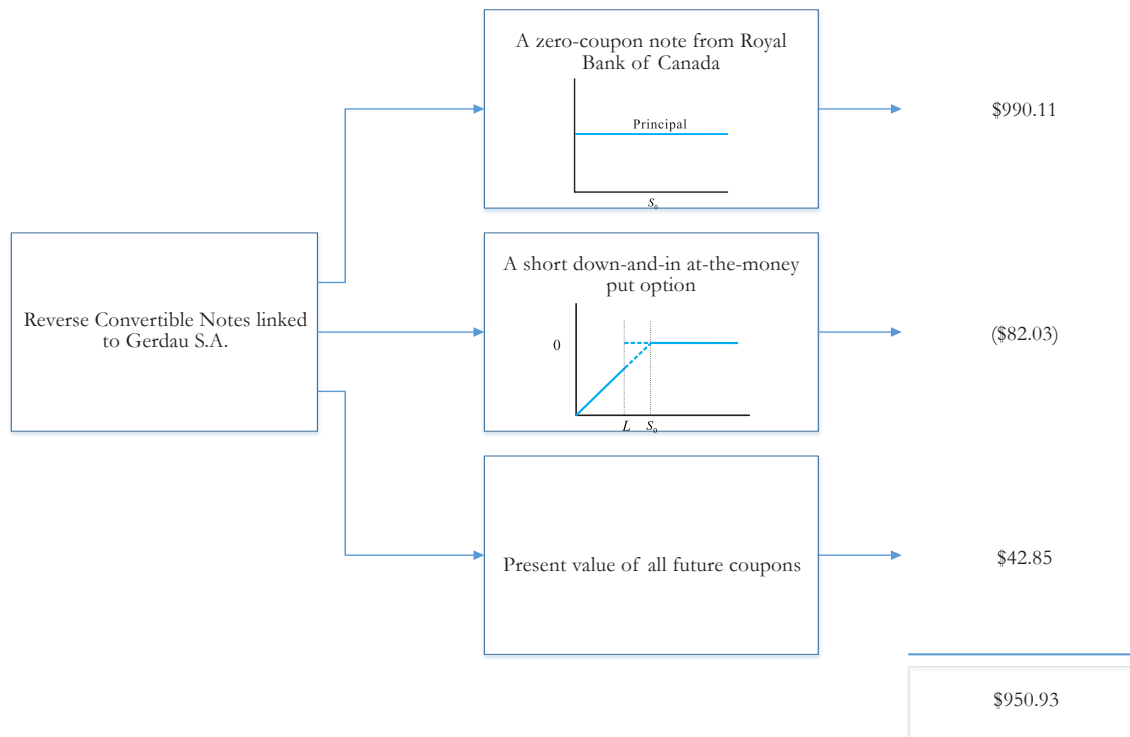 A zero-coupon note from Royal
Bank of Canada
Principal
S₀
$990.11
Reverse Convertible Notes linked
to Gerdau S.A.
A short down-and-in at-the-money
put option
0
L S₀
($82.03)
Present value of all future coupons
$42.85
$950.93